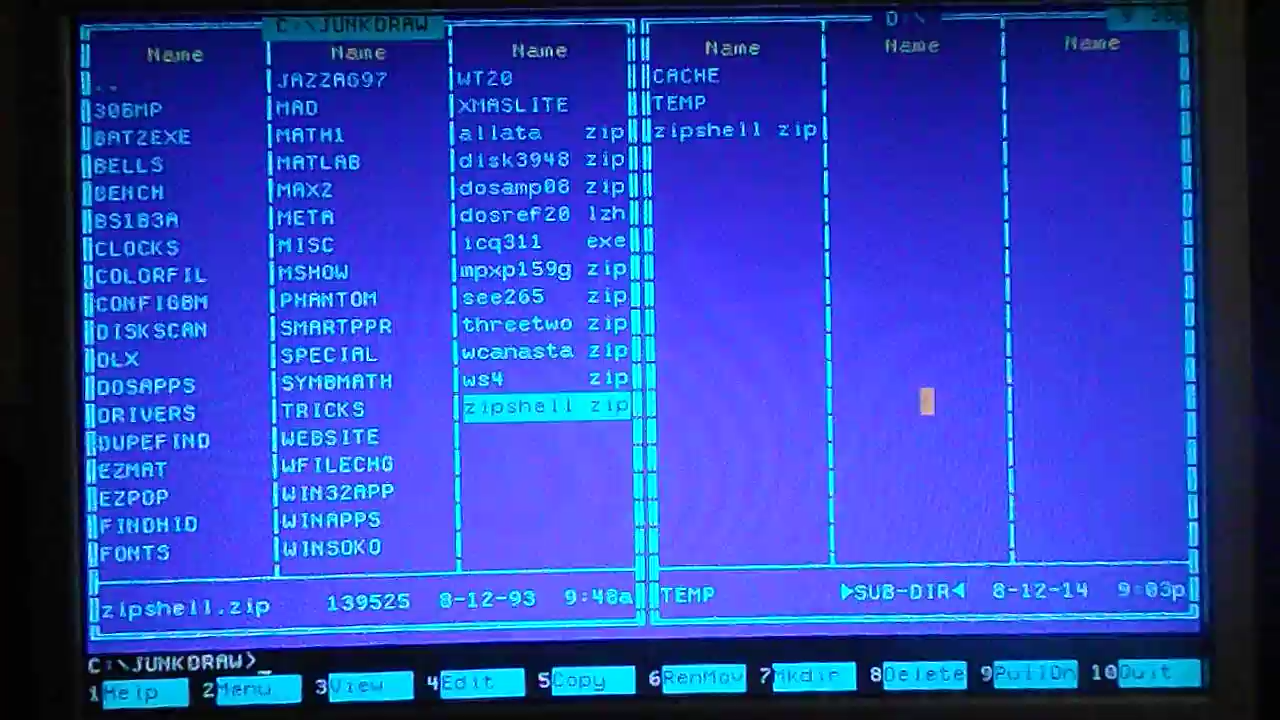 C:\JUNKDRAW
D:\
Name Name Name Name Name Name
.. JAZZAG97 WT20 CACHE
306MP MAD XMASLITE TEMP
BAT2EXE MATH1 allata zip zipshell zip
BELLS MATLAB disk3948 zip
BENCH MAX2 dosamp08 zip
BS1B3A META dosref20 lzh
CLOCKS MISC icq311 exe
COLORFIL MSHOW mpxp159g zip
CONFIGBM PHANTOM see265 zip
DISKSCAN SMARTPPR threetwo zip
DLX SPECIAL wcanasta zip
DOSAPPS SYMBMATH ws4 zip
DRIVERS TRICKS zipshell zip
DUPEFIND WEBSITE
EZMAT WFILECHG
EZPOP WIN32APP
FINDHID WINAPPS
FONTS WINSOKO
zipshell.zip 139525 8-12-93 9:48a TEMP ►SUB-DIR◄ 8-12-14 9:03p
C:\JUNKDRAW>_
1Help 2Menu 3View 4Edit 5Copy 6RenMov 7Mkdir 8Delete 9PullDn 10Quit